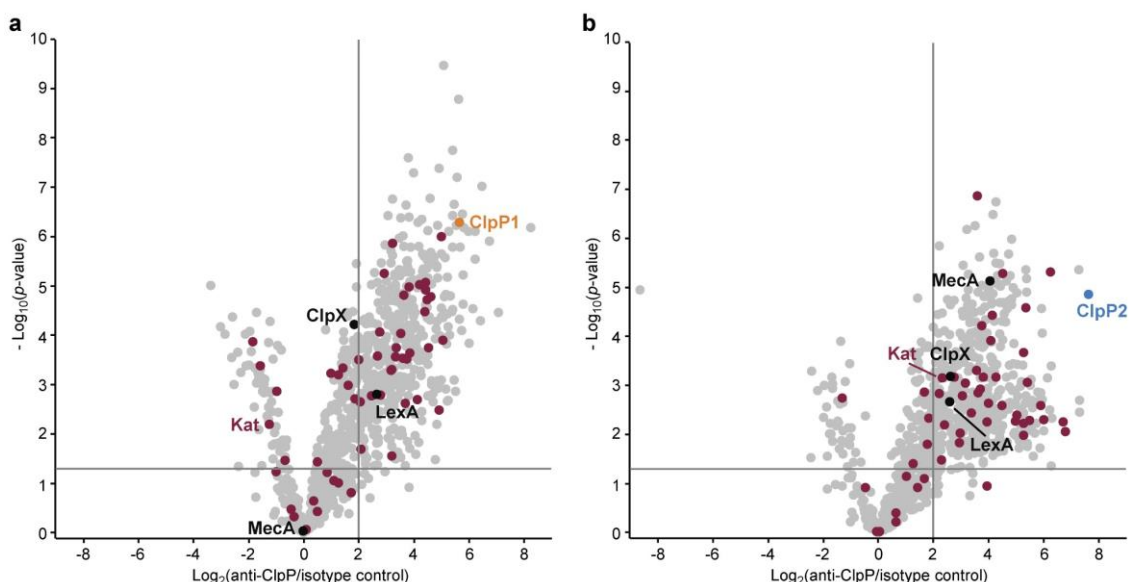 a
10
9
8
7
6
5
4
3
2
1
0
- Log10(p-value)
-8
-6
-4
-2
0
2
4
6
8
Log2(anti-ClpP/isotype control)
ClpP1
ClpX
LexA
Kat
MecA
b
10
9
8
7
6
5
4
3
2
1
0
- Log10(p-value)
-8
-6
-4
-2
0
2
4
6
8
Log2(anti-ClpP/isotype control)
MecA
ClpP2
ClpX
Kat
LexA